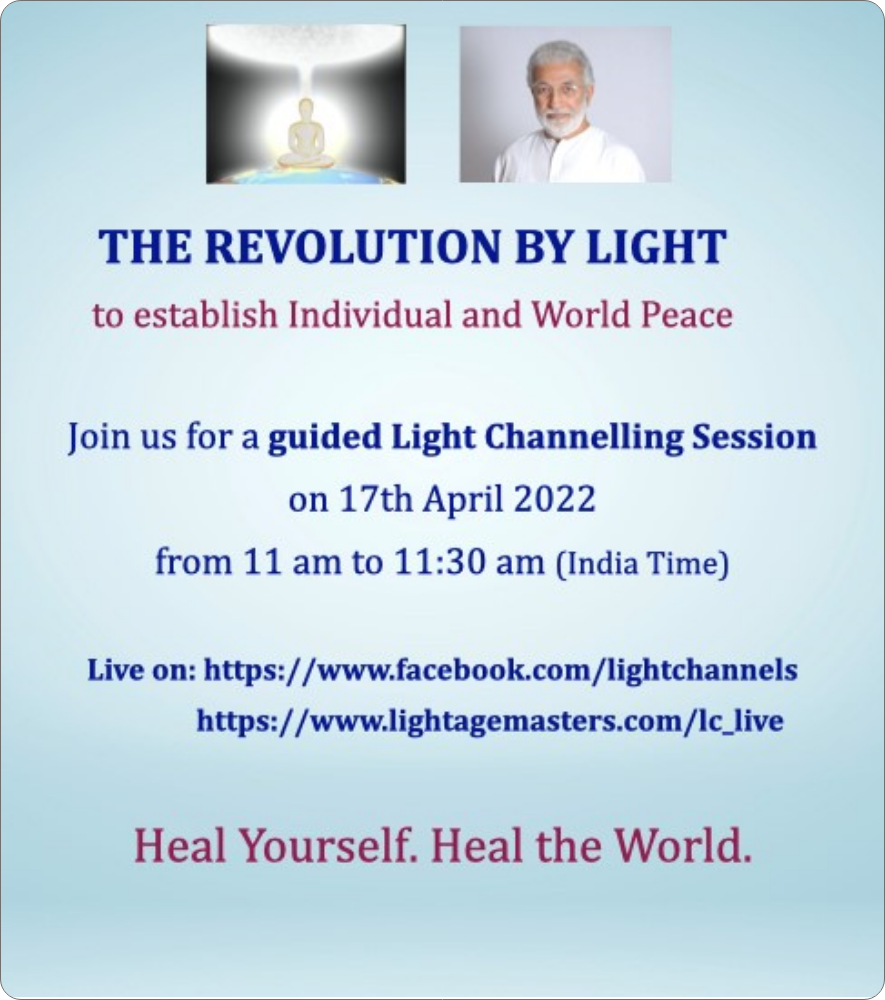 THE REVOLUTION BY LIGHT
to establish Individual and World Peace
Join us for a guided Light Channelling Session
on 17th April 2022
from 11 am to 11:30 am (India Time)
Live on: https://www.facebook.com/lightchannels
https://www.lightagemasters.com/lc_live
Heal Yourself. Heal the World.